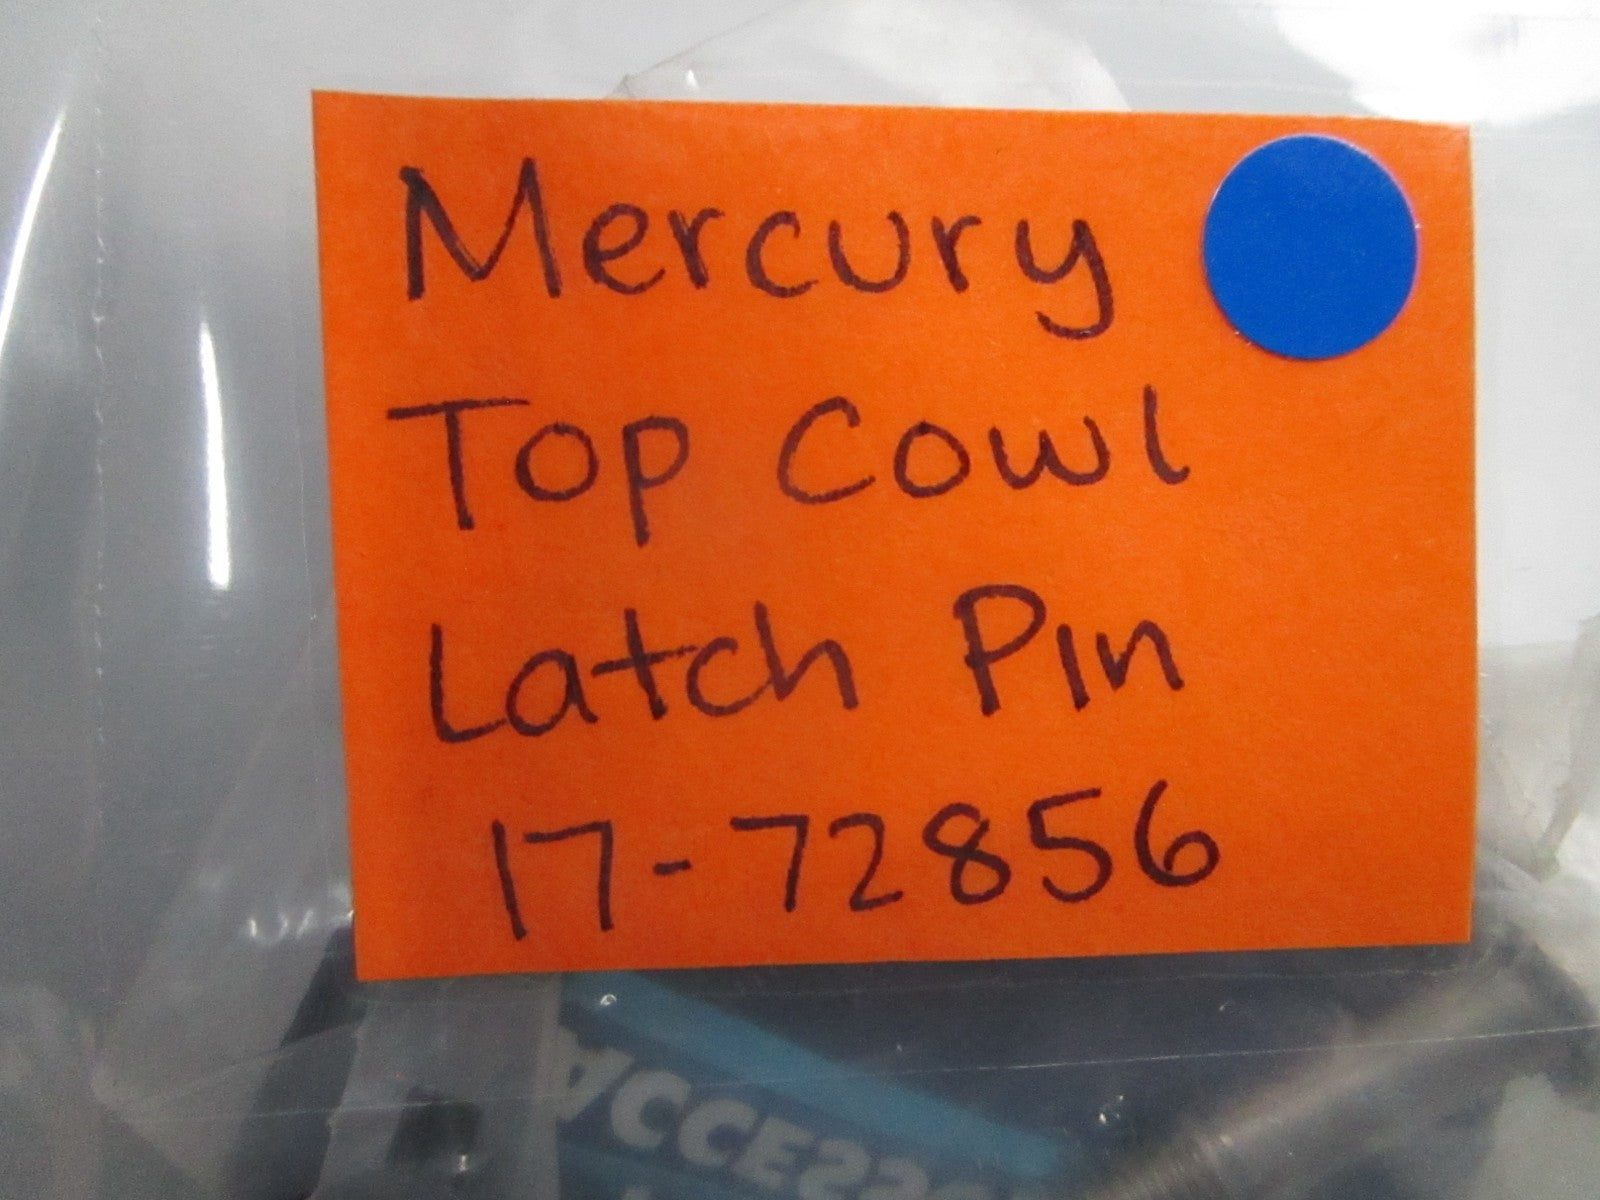 Mercury
Top Cowl
Latch Pin
17-72856